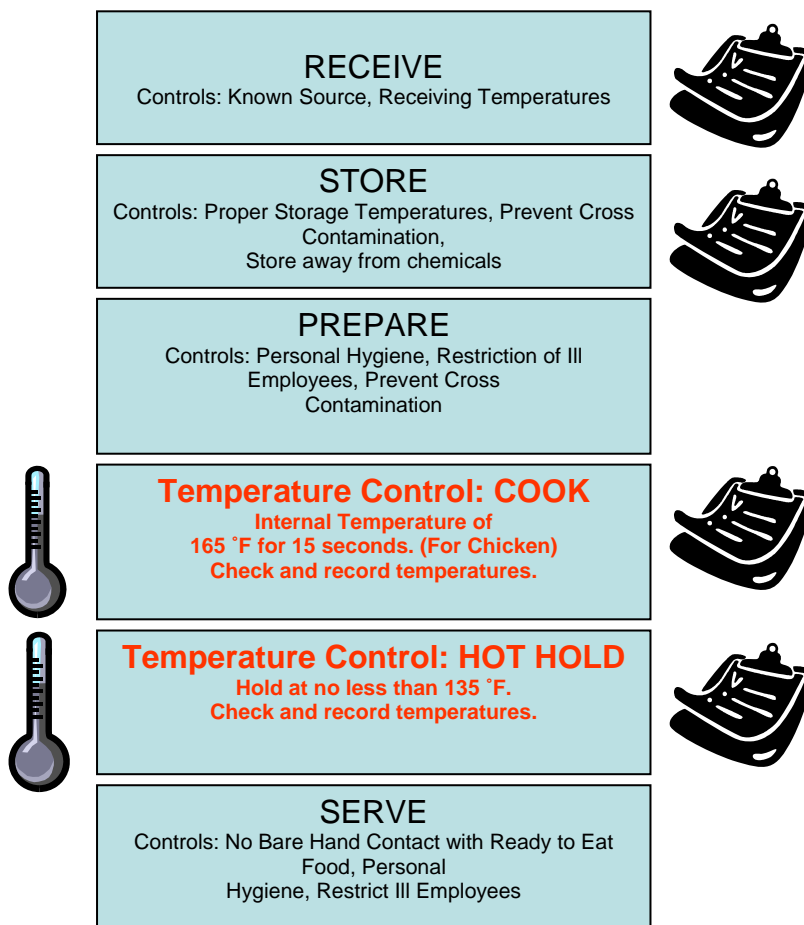 RECEIVE
Controls: Known Source, Receiving Temperatures
STORE
Controls: Proper Storage Temperatures, Prevent Cross
Contamination,
Store away from chemicals
PREPARE
Controls: Personal Hygiene, Restriction of Ill
Employees, Prevent Cross
Contamination
Temperature Control: COOK
Internal Temperature of
165 ˚F for 15 seconds. (For Chicken)
Check and record temperatures.
Temperature Control: HOT HOLD
Hold at no less than 135 ˚F.
Check and record temperatures.
SERVE
Controls: No Bare Hand Contact with Ready to Eat
Food, Personal
Hygiene, Restrict Ill Employees